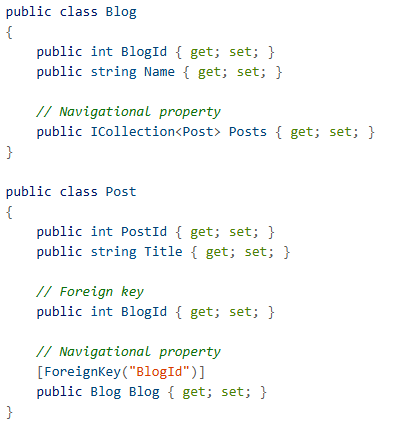 public class Blog
{
    public int BlogId { get; set; }
    public string Name { get; set; }

    // Navigational property
    public ICollection<Post> Posts { get; set; }
}

public class Post
{
    public int PostId { get; set; }
    public string Title { get; set; }

    // Foreign key
    public int BlogId { get; set; }

    // Navigational property
    [ForeignKey("BlogId")]
    public Blog Blog { get; set; }
}